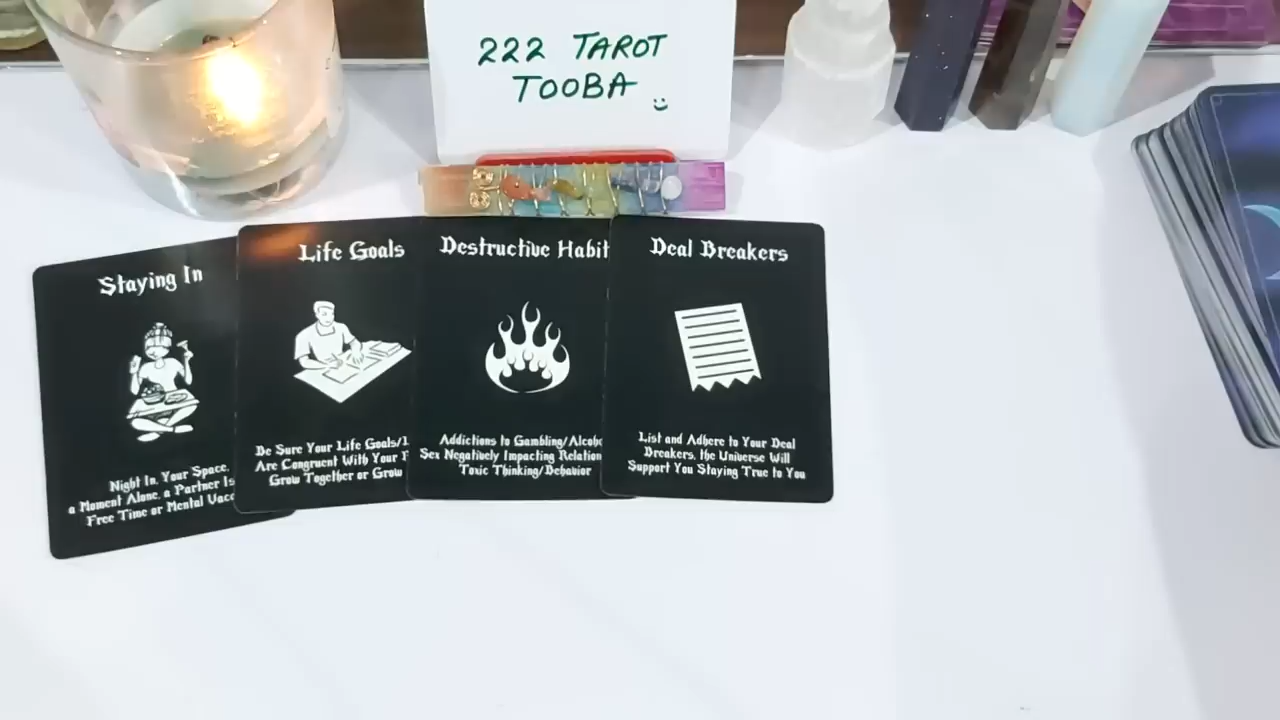 222 TAROT
TOOBA
Staying In
Night In, Your Space,
a Moment Alone, a Partner Is
Free Time or Mental
Life Goals
Be Sure Your Life Goals/
Are Congruent With Your
Grow Together or Grow
Destructive Habit
Addictions to Gambling/
Sex Negatively Impacting
Toxic Thinking/Behavior
Deal Breakers
List and Adhere to Your Deal
Breakers, the Universe Will
Support You Staying True to You